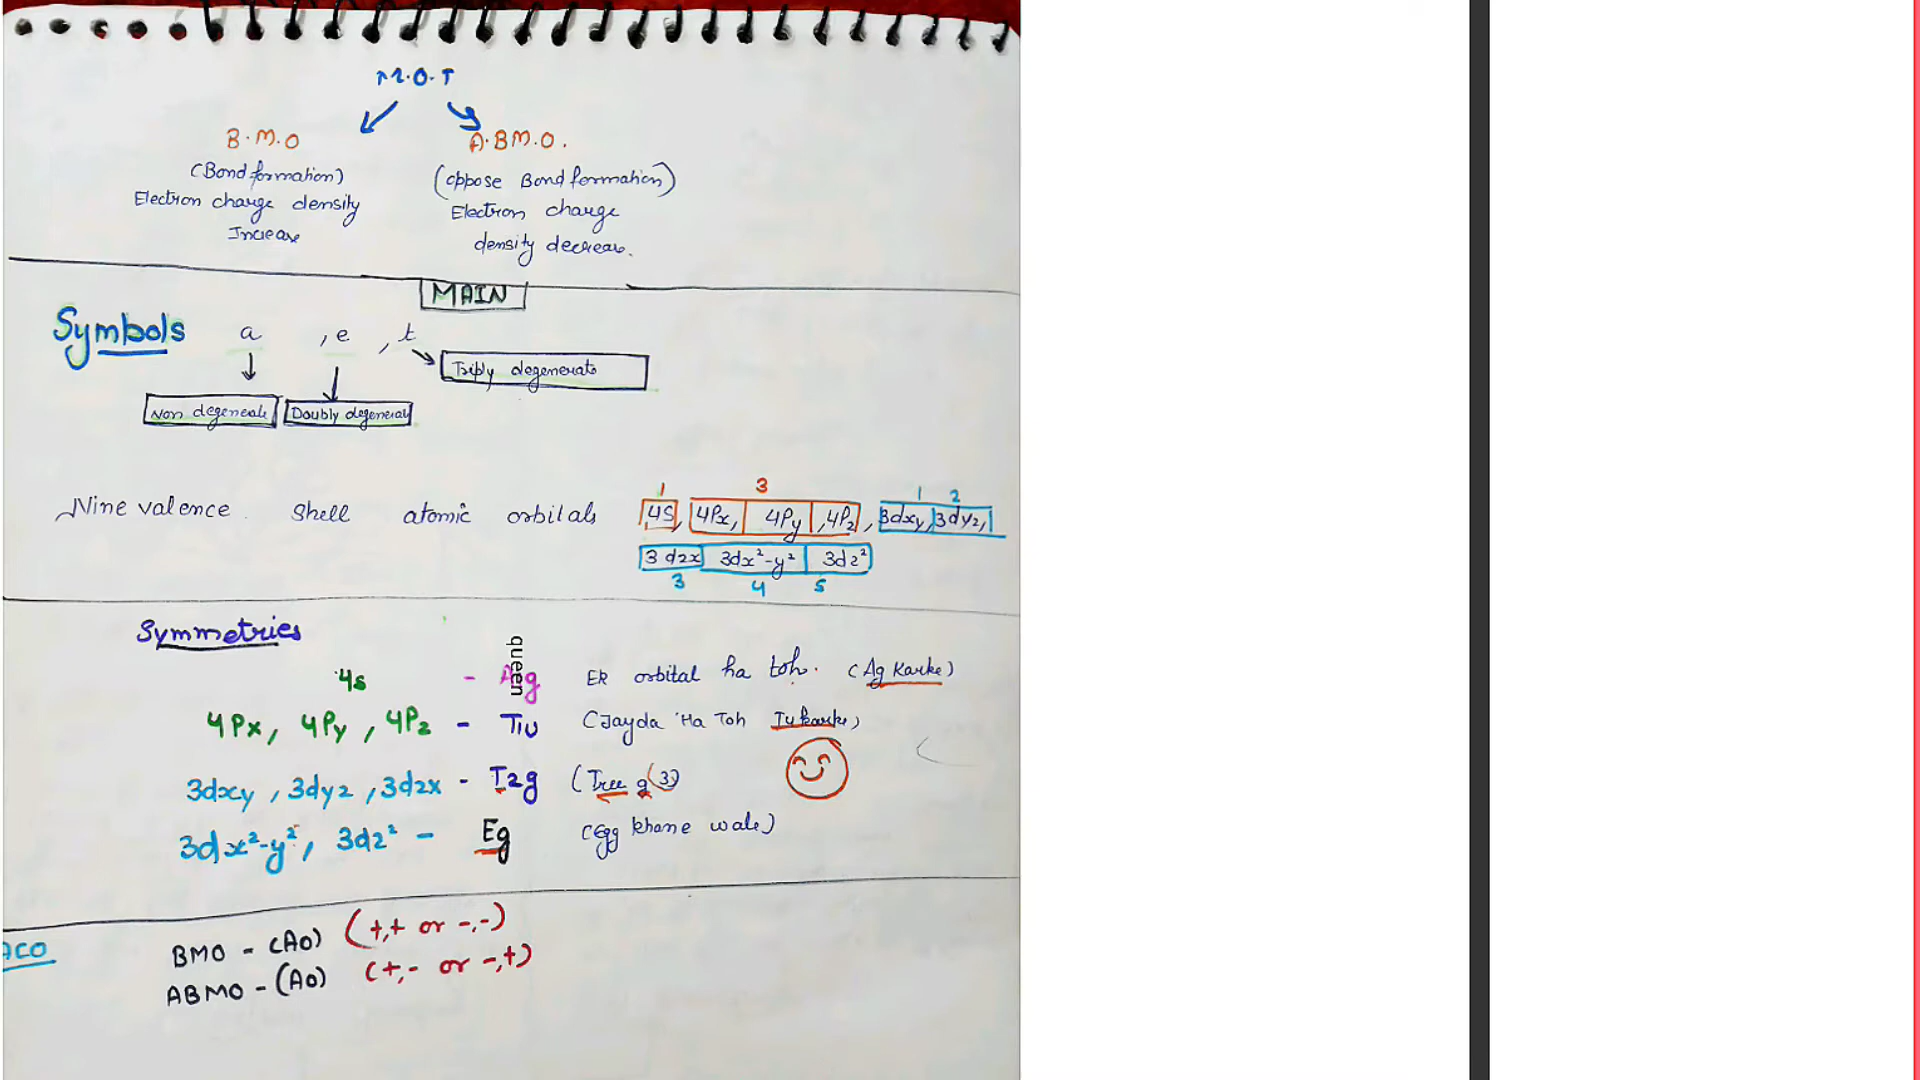 M.O.T
B.M.O A.BM.O.
(Bond formation) (oppose Bond formation)
Electron charge density Electron charge
Increase density decrease.
MAIN
Symbols a , e , t
Triply degenerate
Non degenerate Doubly degenerate
1 3 1 2
Nine valence shell atomic orbitals 4S, 4Px, 4Py, 4Pz, 3dxy, 3dyz,
3dzx 3dx²-y² 3dz²
3 4 5
Symmetries
queen
4s - A1g Ek orbital ha toh. (Ag Karke)
4Px, 4Py, 4Pz - T1U (Jayda Ha Toh Tu karke)
3dxy, 3dyz, 3dzx - T2g (Tree g (3))
3dx²-y², 3dz² - Eg (Egg khane wale)
BMO - (AO) (+,+ or -,-)
ACO
ABMO - (AO) (+,- or -,+)